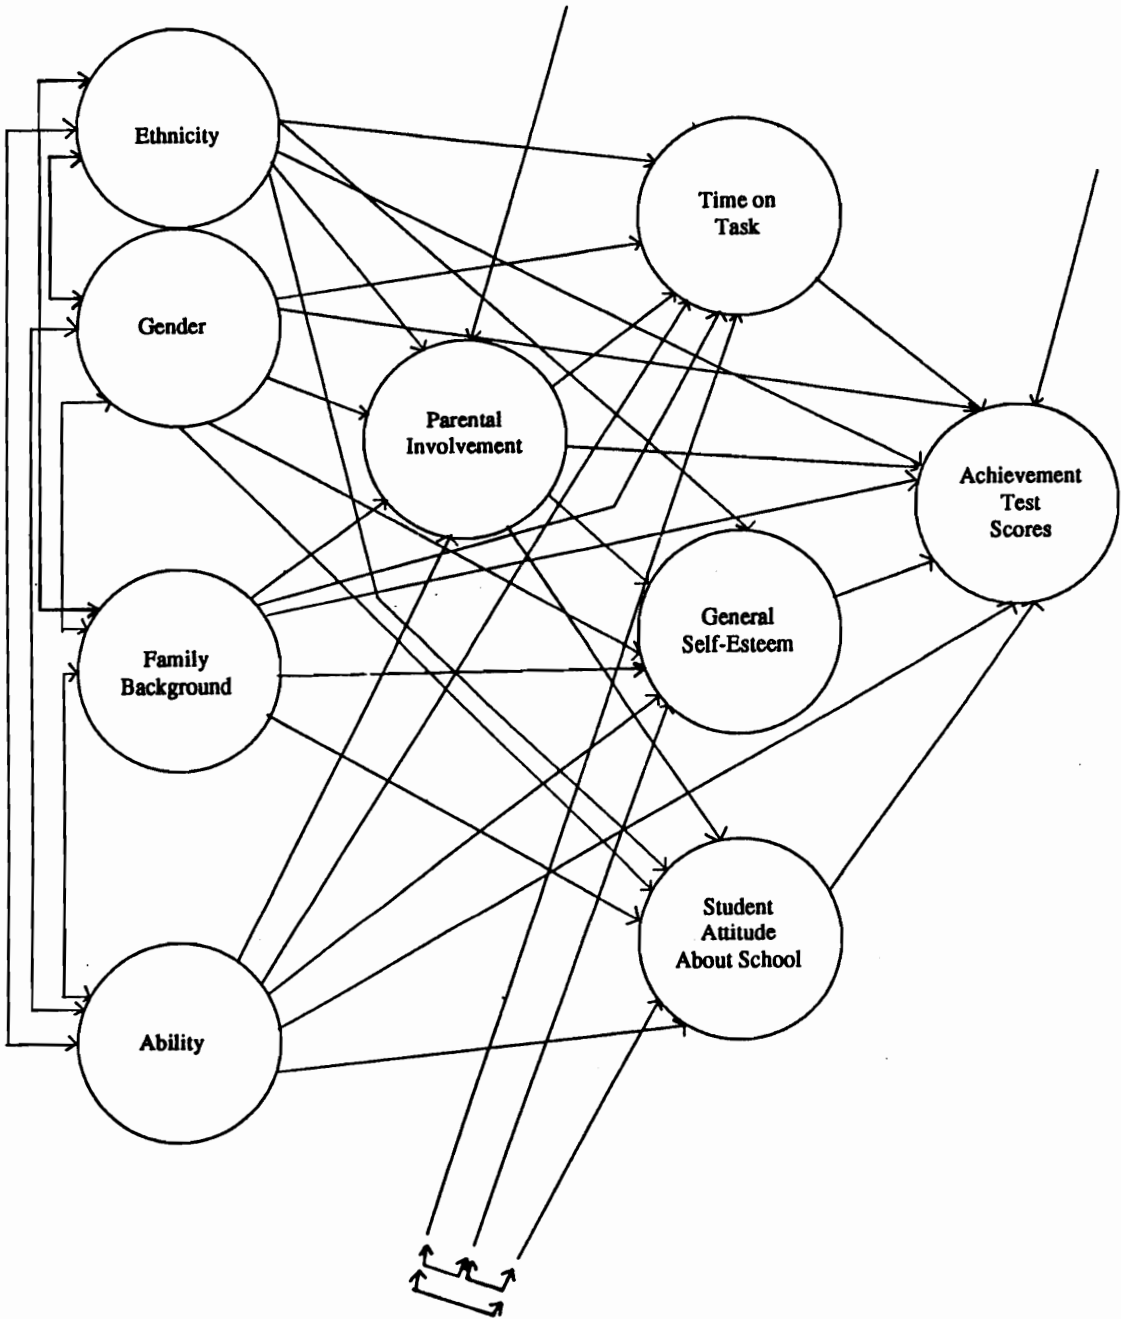 Ethnicity
Time on
Task
Gender
Parental
Involvement
Achievement
Test
Scores
General
Self-Esteem
Family
Background
Student
Attitude
About School
Ability